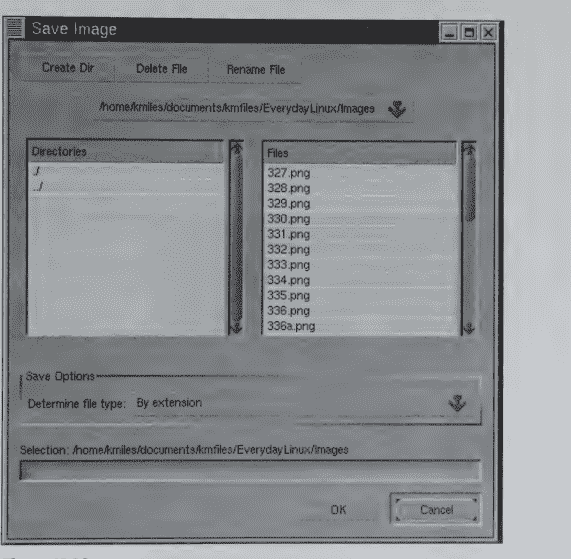 Save Image
Create Dir Delete File Rename File
/home/kmiles/documents/kmfiles/EverydayLinux/Images
Directories
./
../
Files
327.png
328.png
329.png
330.png
331.png
332.png
333.png
334.png
335.png
336.png
336a.png
Save Options
Determine file type: By extension
Selection: /home/kmiles/documents/kmfiles/EverydayLinux/Images
OK Cancel